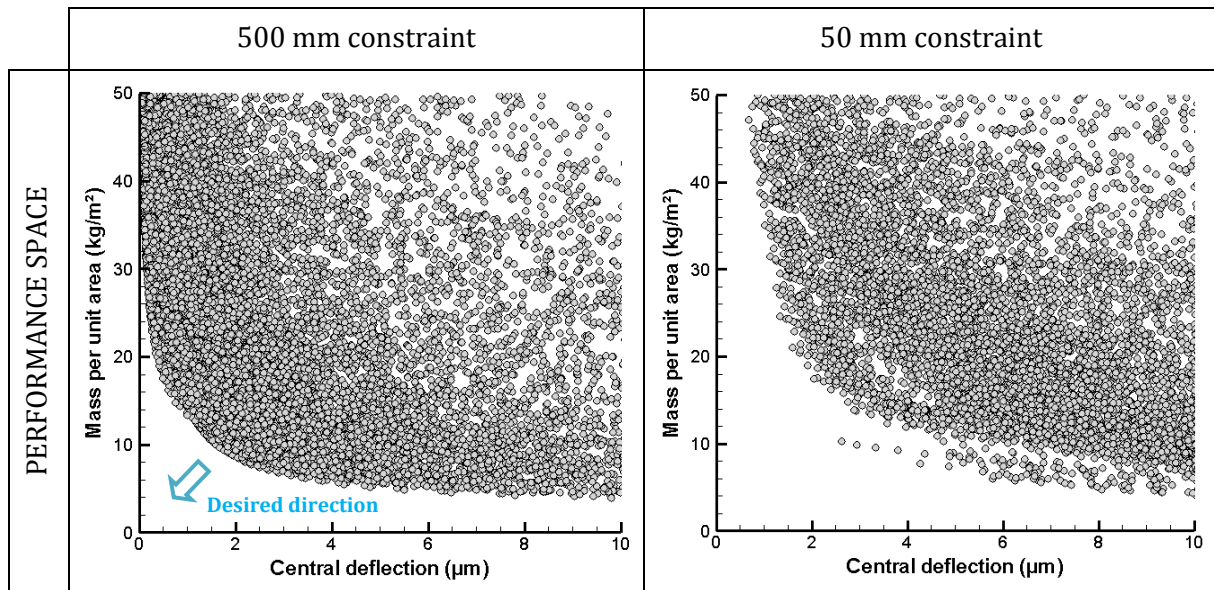 500 mm constraint
50 mm constraint
PERFORMANCE SPACE
Mass per unit area (kg/m²)
50
40
30
20
10
0
0 2 4 6 8 10
Central deflection (µm)
Desired direction
Mass per unit area (kg/m²)
50
40
30
20
10
0
0 2 4 6 8 10
Central deflection (µm)